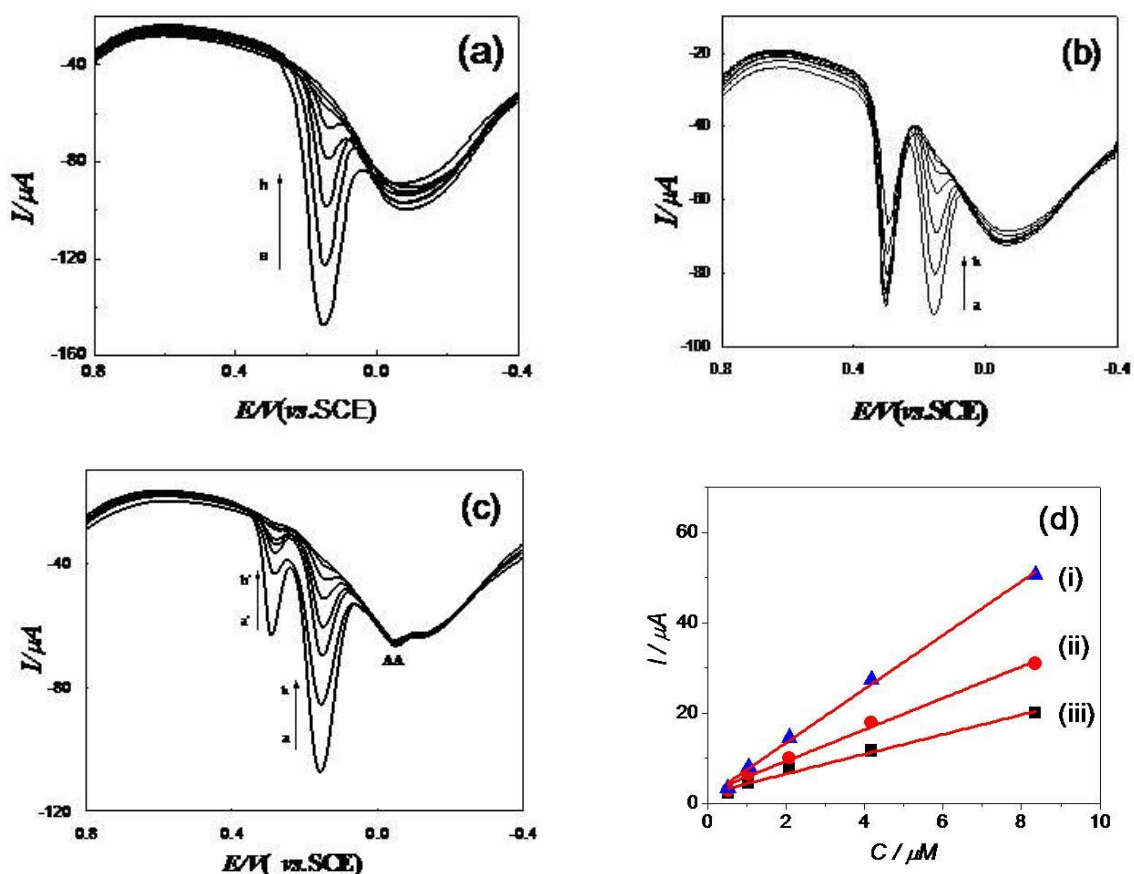 (a)
-40
-80
-120
-160
I/µA
h
a
0.8 0.4 0.0 -0.4
E/V(vs.SCE)
(b)
-20
-40
-60
-80
-100
I/µA
k
a
0.8 0.4 0.0 -0.4
E/V(vs.SCE)
(c)
-40
-80
-120
I/µA
h'
a'
k
a
AA
0.8 0.4 0.0 -0.4
E/V( vs.SCE)
(d)
60
40
20
0
I / µA
(i)
(ii)
(iii)
0 2 4 6 8 10
C / µM